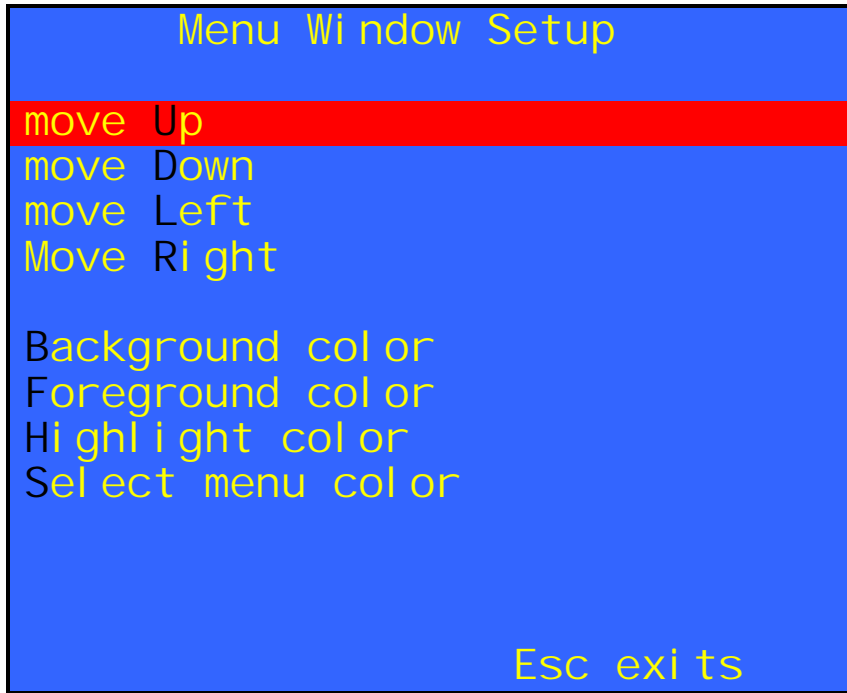 Menu Window Setup
move Up
move Down
move Left
Move Right
Background color
Foreground color
Highlight color
Select menu color
Esc exits